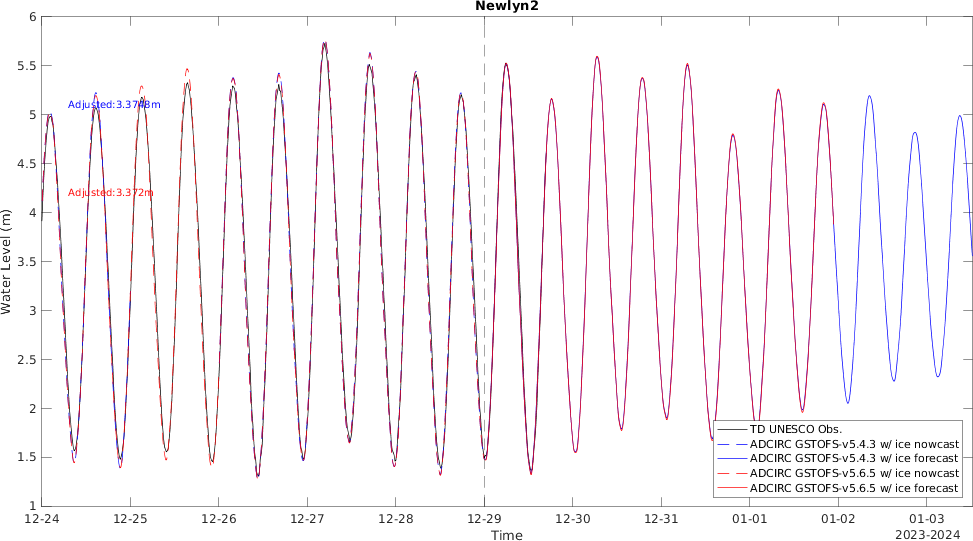 Newlyn2
6
5.5
5
4.5
4
3.5
3
2.5
2
1.5
1
Water Level (m)
Adjusted:3.3748m
Adjusted:3.372m
TD UNESCO Obs.
ADCIRC GSTOFS-v5.4.3 w/ ice nowcast
ADCIRC GSTOFS-v5.4.3 w/ ice forecast
ADCIRC GSTOFS-v5.6.5 w/ ice nowcast
ADCIRC GSTOFS-v5.6.5 w/ ice forecast
12-24 12-25 12-26 12-27 12-28 12-29 12-30 12-31 01-01 01-02 01-03
Time
2023-2024